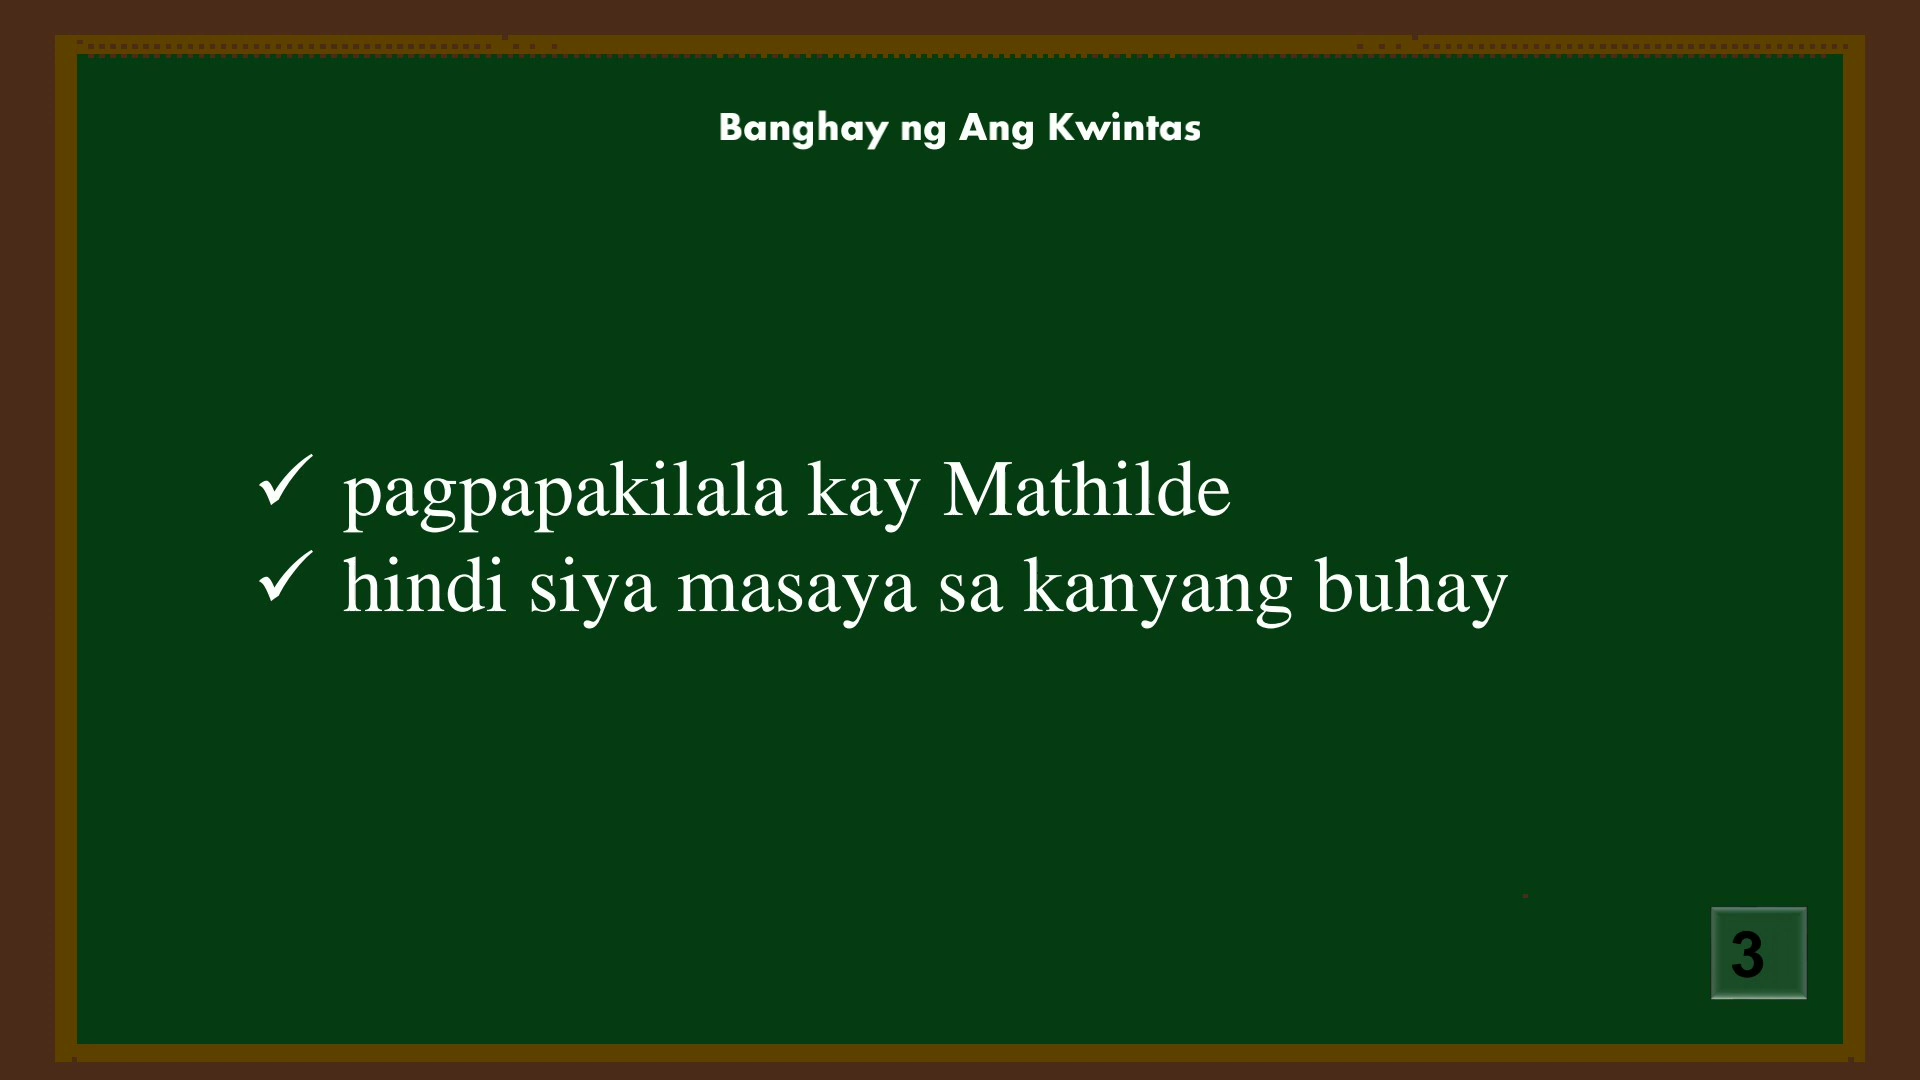 Banghay ng Ang Kwintas
✓ pagpapakilala kay Mathilde
✓ hindi siya masaya sa kanyang buhay
3